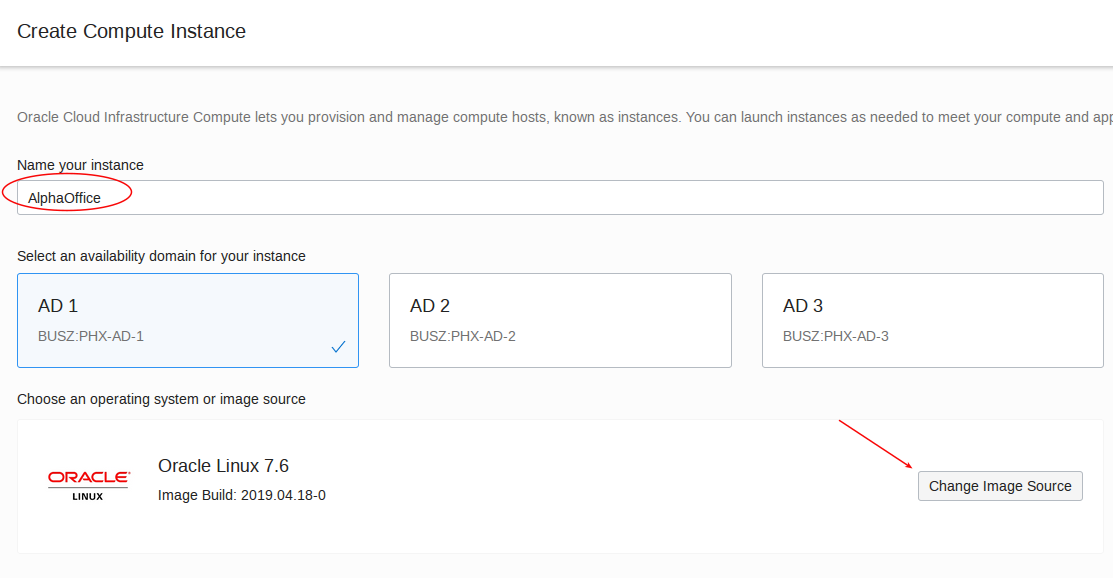 Create Compute Instance
Oracle Cloud Infrastructure Compute lets you provision and manage compute hosts, known as instances. You can launch instances as needed to meet your compute and app
Name your instance
AlphaOffice
Select an availability domain for your instance
AD 1
BUSZ:PHX-AD-1
AD 2
BUSZ:PHX-AD-2
AD 3
BUSZ:PHX-AD-3
Choose an operating system or image source
ORACLE
LINUX
Oracle Linux 7.6
Image Build: 2019.04.18-0
Change Image Source